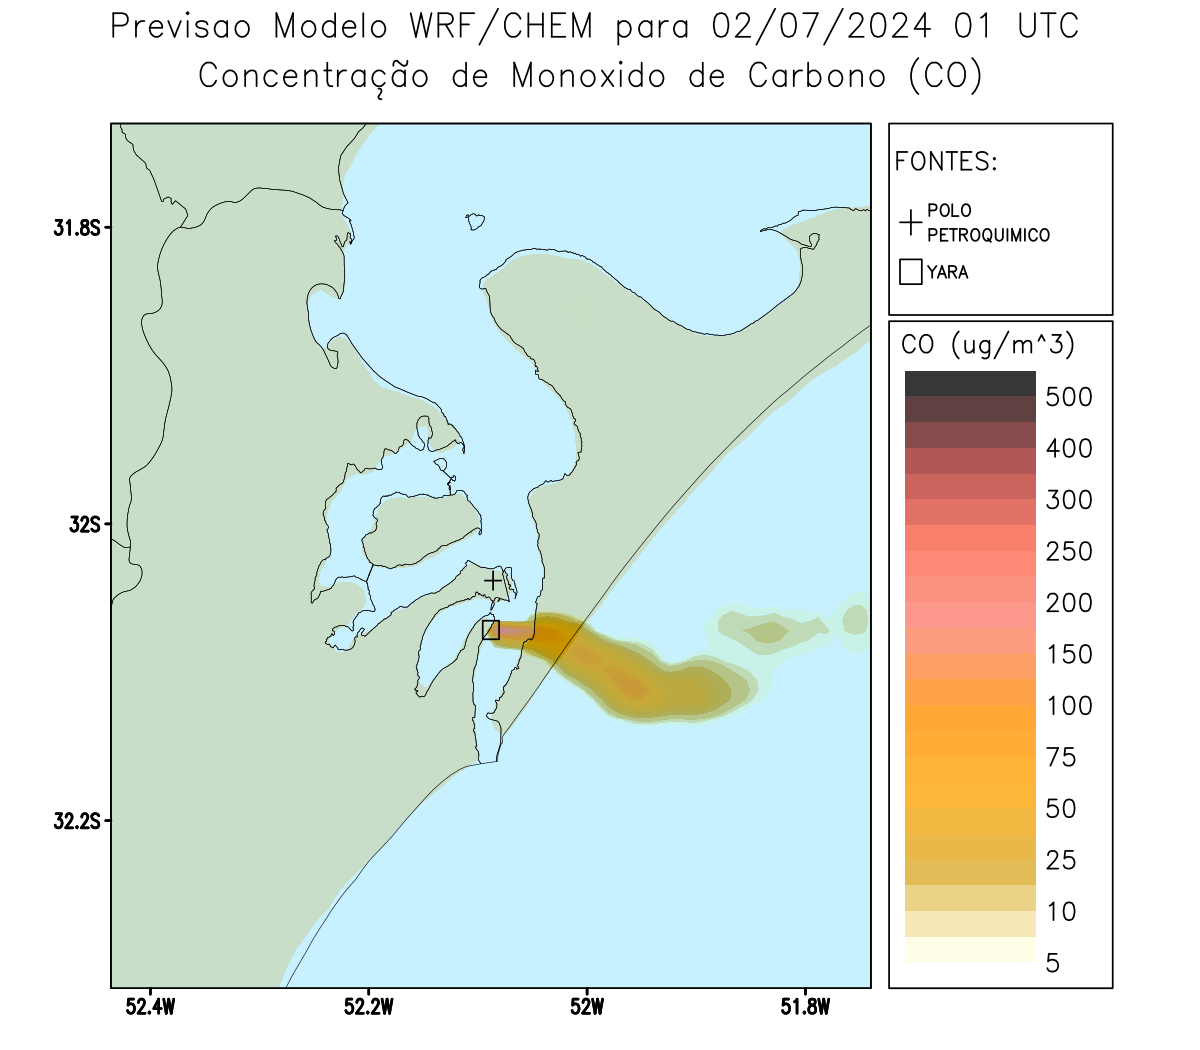 Previsao Modelo WRF/CHEM para 02/07/2024 01 UTC
Concentração de Monoxido de Carbono (CO)
FONTES:
POLO
PETROQUIMICO
YARA
CO (ug/m^3)
500
400
300
250
200
150
100
75
50
25
10
5
31.8S
32S
32.2S
52.4W
52.2W
52W
51.8W